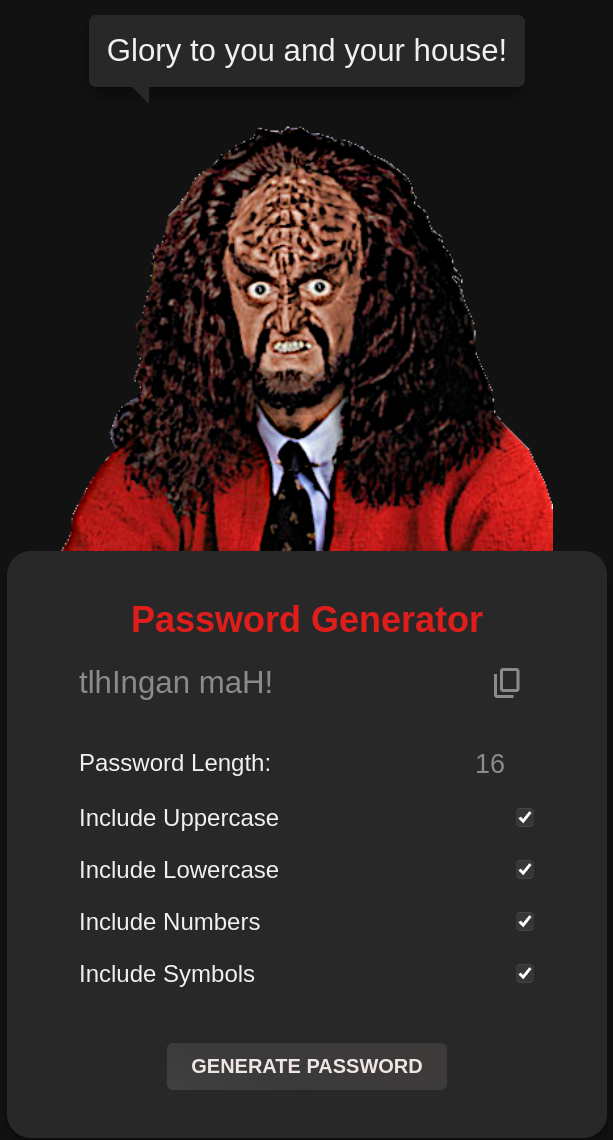 Glory to you and your house!
Password Generator
tlhIngan maH!
Password Length: 16
Include Uppercase
Include Lowercase
Include Numbers
Include Symbols
GENERATE PASSWORD